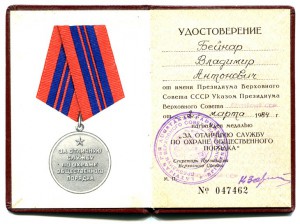 ЗА ОТЛИЧНУЮ
СЛУЖБУ
ПО ОХРАНЕ
ОБЩЕСТВЕННОГО
ПОРЯДКА
УДОСТОВЕРЕНИЕ
Бейнар
Владимир
Антонович
от имени Президиума Верховного
Совета СССР Указом Президиума
Верховного Совета
от марта 1984 г.
награжден медалью
„ЗА ОТЛИЧНУЮ СЛУЖБУ
ПО ОХРАНЕ ОБЩЕСТВЕННОГО
ПОРЯДКА"
Секретарь Президиума
Верховного Совета
№ 047462